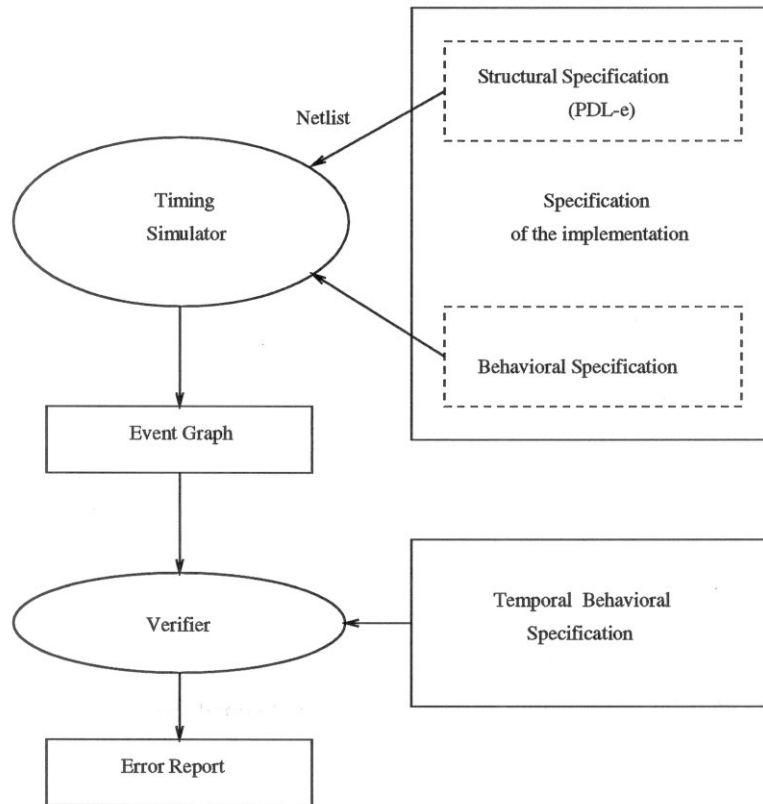 Structural Specification
(PDL-e)
Netlist
Timing
Simulator
Specification
of the implementation
Behavioral Specification
Event Graph
Temporal Behavioral
Specification
Verifier
Error Report